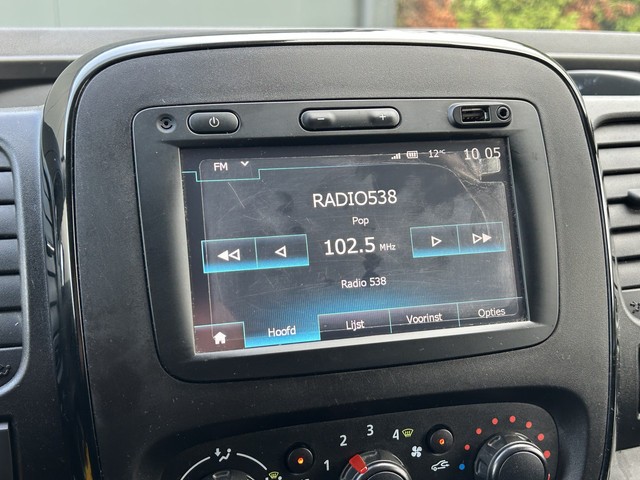 FM 12°C 10 05
RADIO538
Pop
102.5 MHz
Radio 538
Hoofd Lijst Voorinst Opties
1 2 3 4